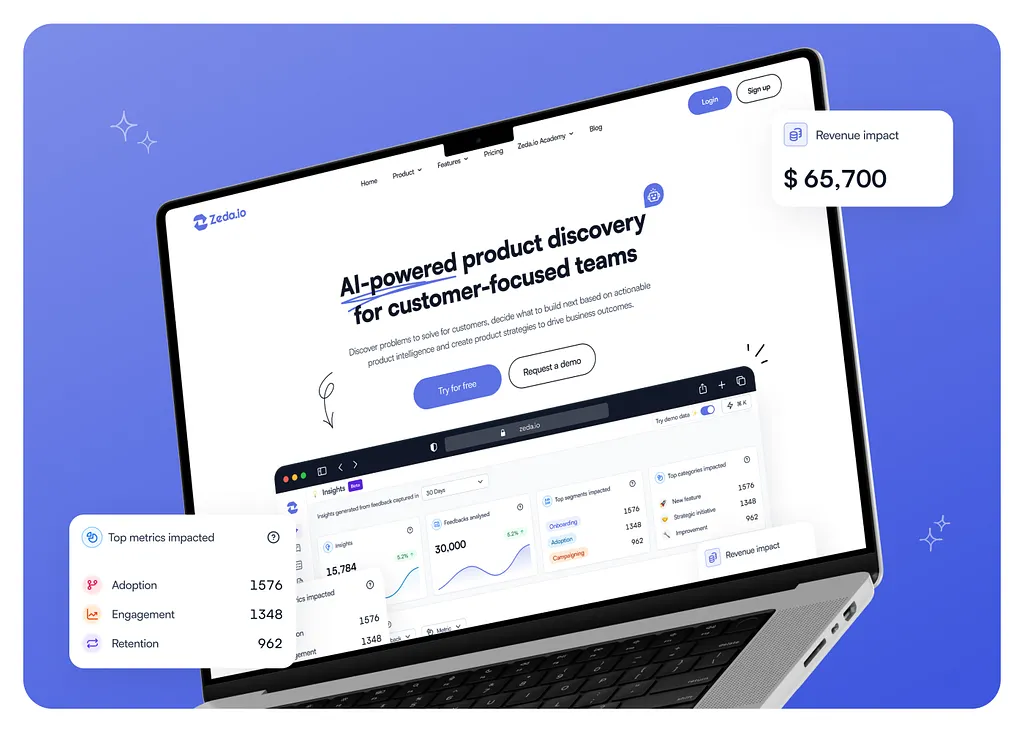 Login
Sign up
Home
Product
Features
Pricing
Zeda.io Academy
Blog
Zeda.io
AI-powered product discovery
for customer-focused teams
Discover problems to solve for customers, decide what to build next based on actionable
product intelligence and create product strategies to drive business outcomes.
Try for free
Request a demo
zeda.io
Try demo data
⌘ K
Insights
Beta
Insights generated from feedback captured in
30 Days
Insights
5.2%
15,784
Feedbacks analysed
30,000
5.2%
Top segments impacted
Onboarding 1576
Adoption 1348
Campaigning 962
Top categories impacted
New feature 1576
Strategic initiative 1348
Improvement 962
Revenue impact
rics impacted
on 1576
gement 1348
back
Metric
Revenue impact
$ 65,700
Top metrics impacted
Adoption 1576
Engagement 1348
Retention 962